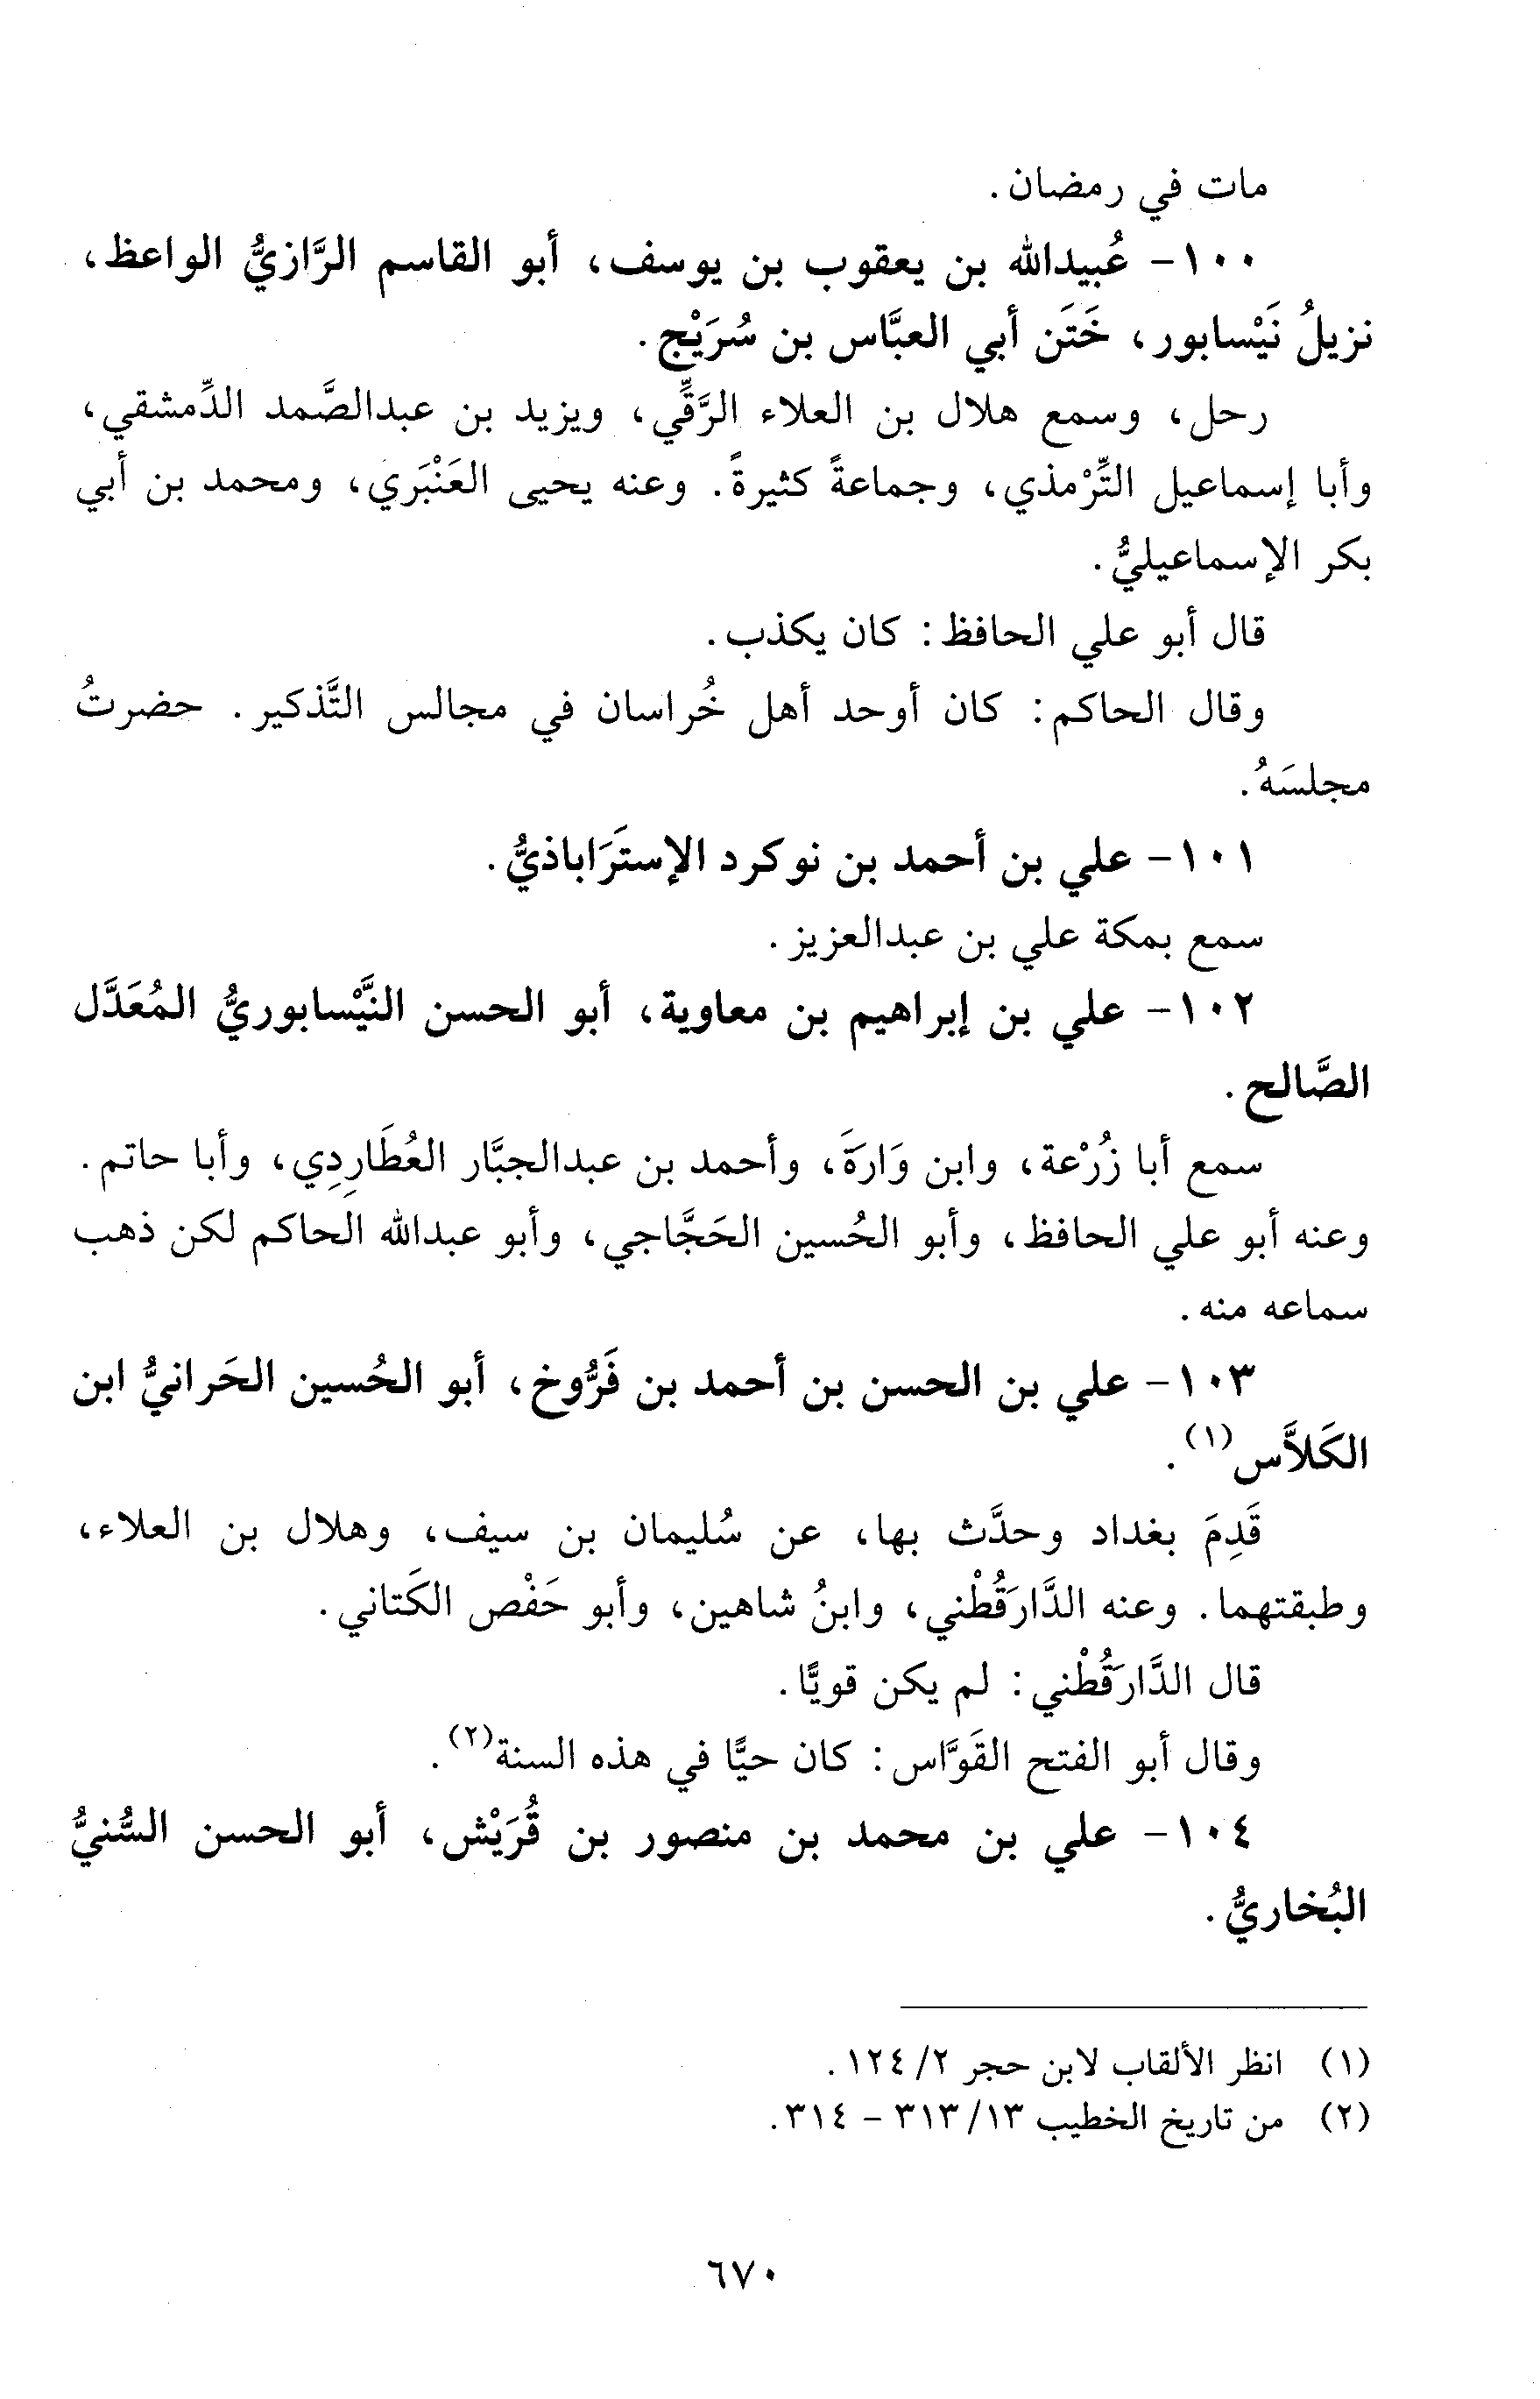 مات في رمضان.
١٠٠- عُبيدالله بن يعقوب بن يوسف، أبو القاسم الرَّازيُّ الواعظ،
نزيلُ نَيْسابور، خَتَن أبي العبَّاس بن سُرَيْج.
رحل، وسمع هلال بن العلاء الرَّقِّي، ويزيد بن عبدالصَّمد الدِّمشقي،
وأبا إسماعيل التِّرْمذي، وجماعةً كثيرةً. وعنه يحيى العَنْبَري، ومحمد بن أبي
بكر الإسماعيليُّ.
قال أبو علي الحافظ: كان يكذب.
وقال الحاكم: كان أوحد أهل خُراسان في مجالس التَّذكير. حضرتُ
مجلسَهُ.
١٠١- علي بن أحمد بن نوكرد الإستَرَاباذيُّ.
سمع بمكة علي بن عبدالعزيز.
١٠٢- علي بن إبراهيم بن معاوية، أبو الحسن النَّيْسابوريُّ المُعَدَّل
الصَّالح.
سمع أبا زُرْعة، وابن وَارَةَ، وأحمد بن عبدالجبَّار العُطَارِدِي، وأبا حاتم.
وعنه أبو علي الحافظ، وأبو الحُسين الحَجَّاجي، وأبو عبدالله الحاكم لكن ذهب
سماعه منه.
١٠٣- علي بن الحسن بن أحمد بن فَرُّوخ، أبو الحُسين الحَرانيُّ ابن
الكَلاَّس(١).
قَدِمَ بغداد وحدَّث بها، عن سُليمان بن سيف، وهلال بن العلاء،
وطبقتهما. وعنه الدَّارَقُطْني، وابنُ شاهين، وأبو حَفْص الكَتاني.
قال الدَّارَقُطْني: لم يكن قويًّا.
وقال أبو الفتح القَوَّاس: كان حيًّا في هذه السنة(٢).
١٠٤- علي بن محمد بن منصور بن قُرَيْش، أبو الحسن السُّنيُّ
البُخاريُّ.
(١) انظر الألقاب لابن حجر ٢/ ١٢٤.
(٢) من تاريخ الخطيب ١٣/ ٣١٣ - ٣١٤.
٦٧٠